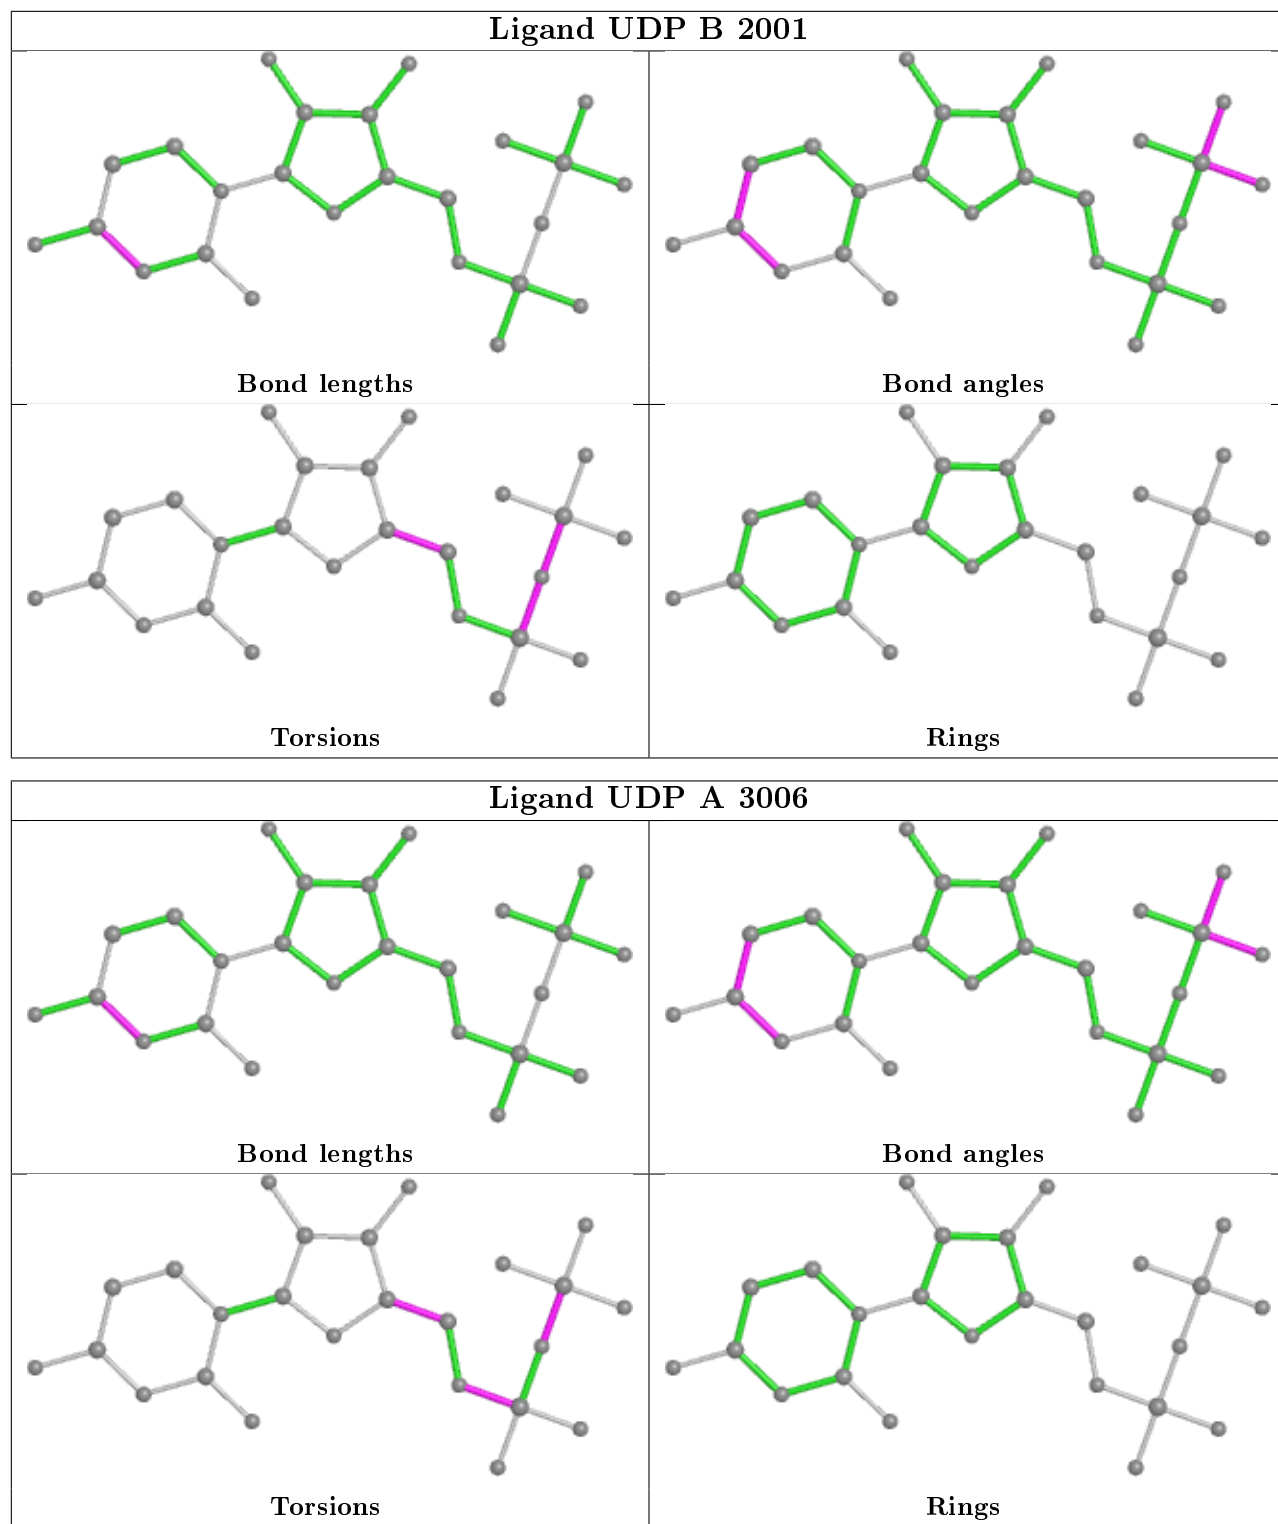 Ligand UDP B 2001
Bond lengths
Bond angles
Torsions
Rings
Ligand UDP A 3006
Bond lengths
Bond angles
Torsions
Rings